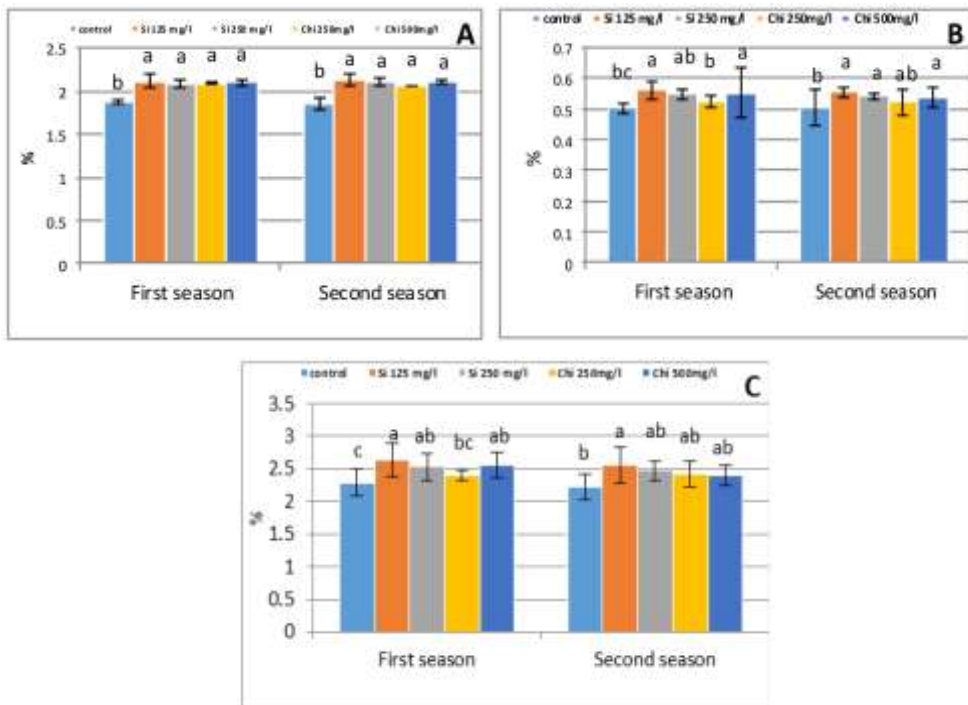 control Si 125 mg/l Si 250 mg/l Chi 250mg/l Chi 500mg/l
A
2.5
2
1.5
1
0.5
0
%
b a a a a b a a a a
First season Second season
control Si 125 mg/l Si 250 mg/l Chi 250mg/l Chi 500mg/l
B
0.7
0.6
0.5
0.4
0.3
0.2
0.1
0
%
bc a ab b a b a a ab a
First season Second season
control Si 125 mg/l Si 250 mg/l Chi 250mg/l Chi 500mg/l
C
3.5
3
2.5
2
1.5
1
0.5
0
%
c a ab bc ab b a ab ab ab
First season Second season